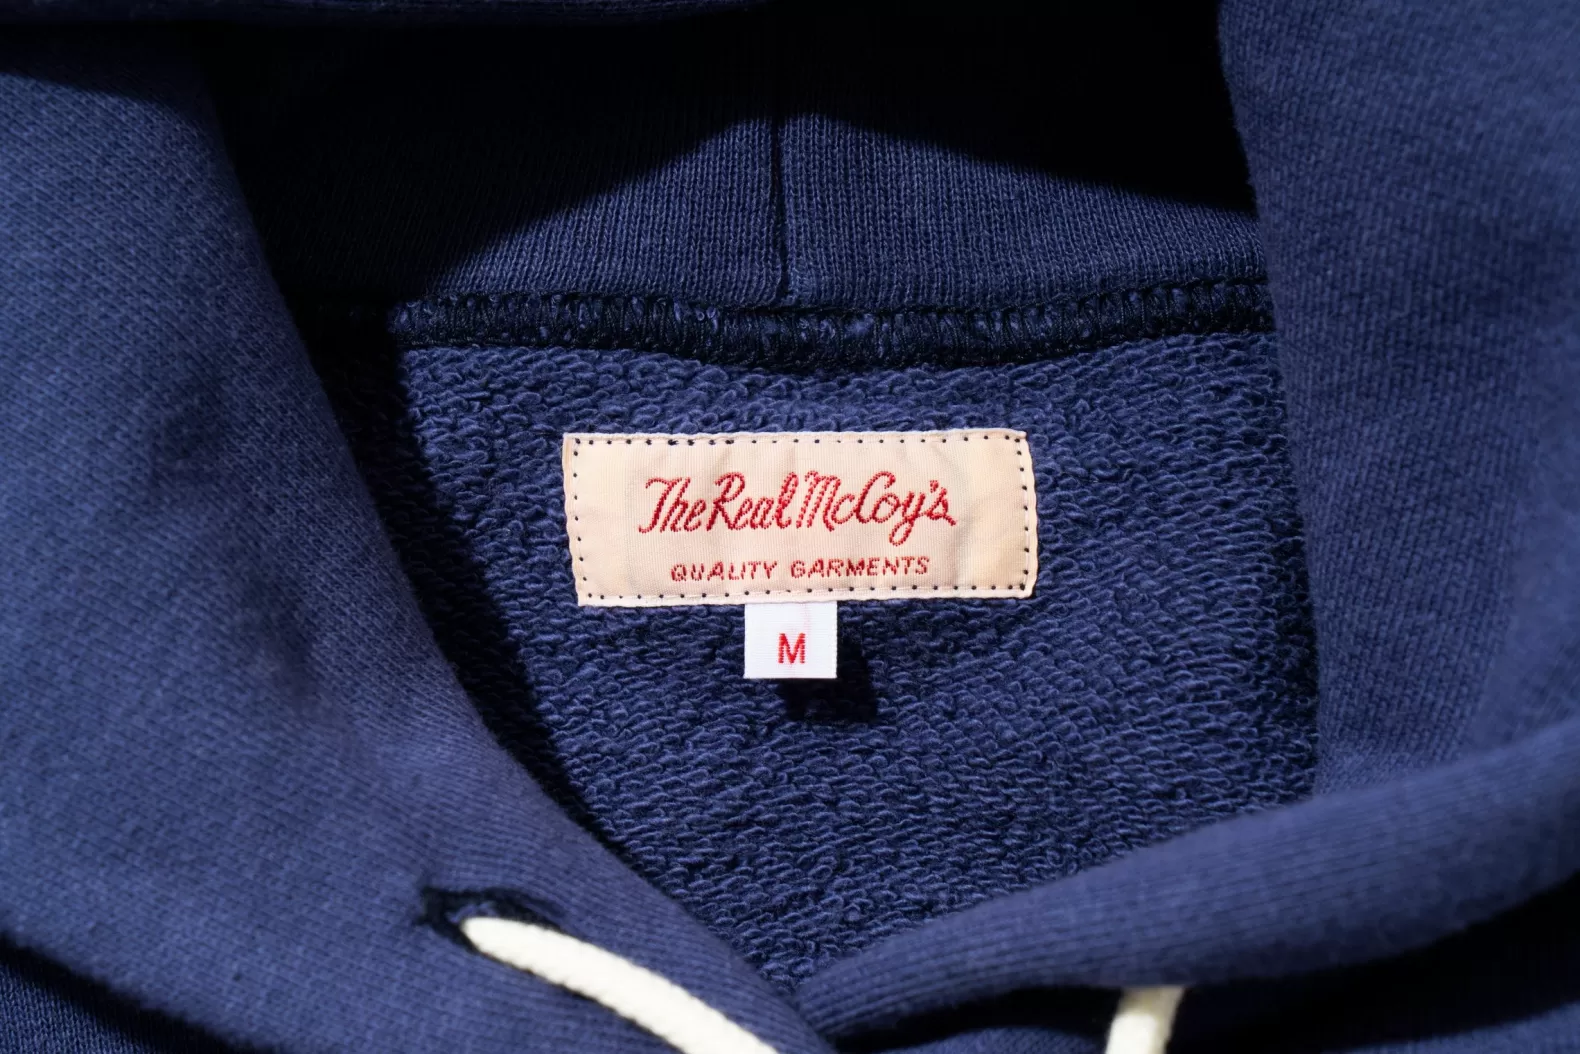 The Real McCoy's
QUALITY GARMENTS
M